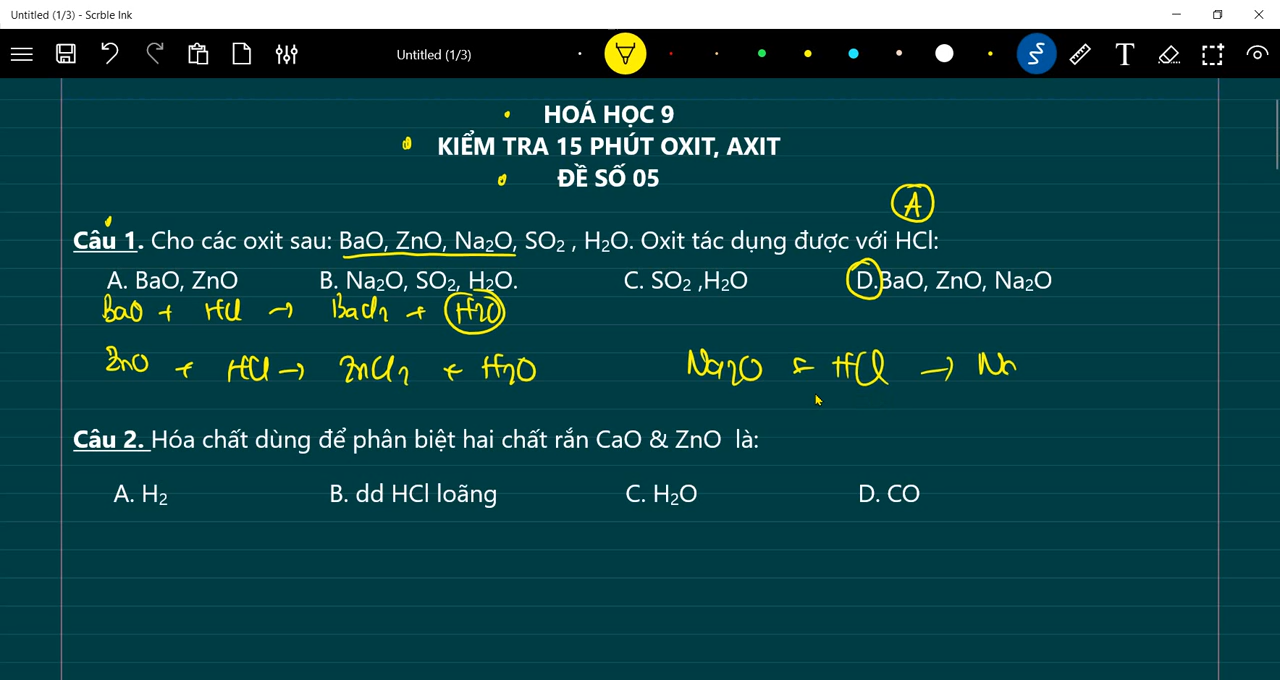 Untitled (1/3) - Scrble Ink
Untitled (1/3)
T
HOÁ HỌC 9
KIỂM TRA 15 PHÚT OXIT, AXIT
ĐỀ SỐ 05
A
Câu 1. Cho các oxit sau: BaO, ZnO, Na2O, SO2 , H2O. Oxit tác dụng được với HCl:
A. BaO, ZnO B. Na2O, SO2, H2O. C. SO2 ,H2O D.BaO, ZnO, Na2O
BaO + HCl → BaCl2 + H2O
ZnO + HCl → ZnCl2 + H2O Na2O + HCl → Na
Câu 2. Hóa chất dùng để phân biệt hai chất rắn CaO & ZnO là:
A. H2 B. dd HCl loãng C. H2O D. CO